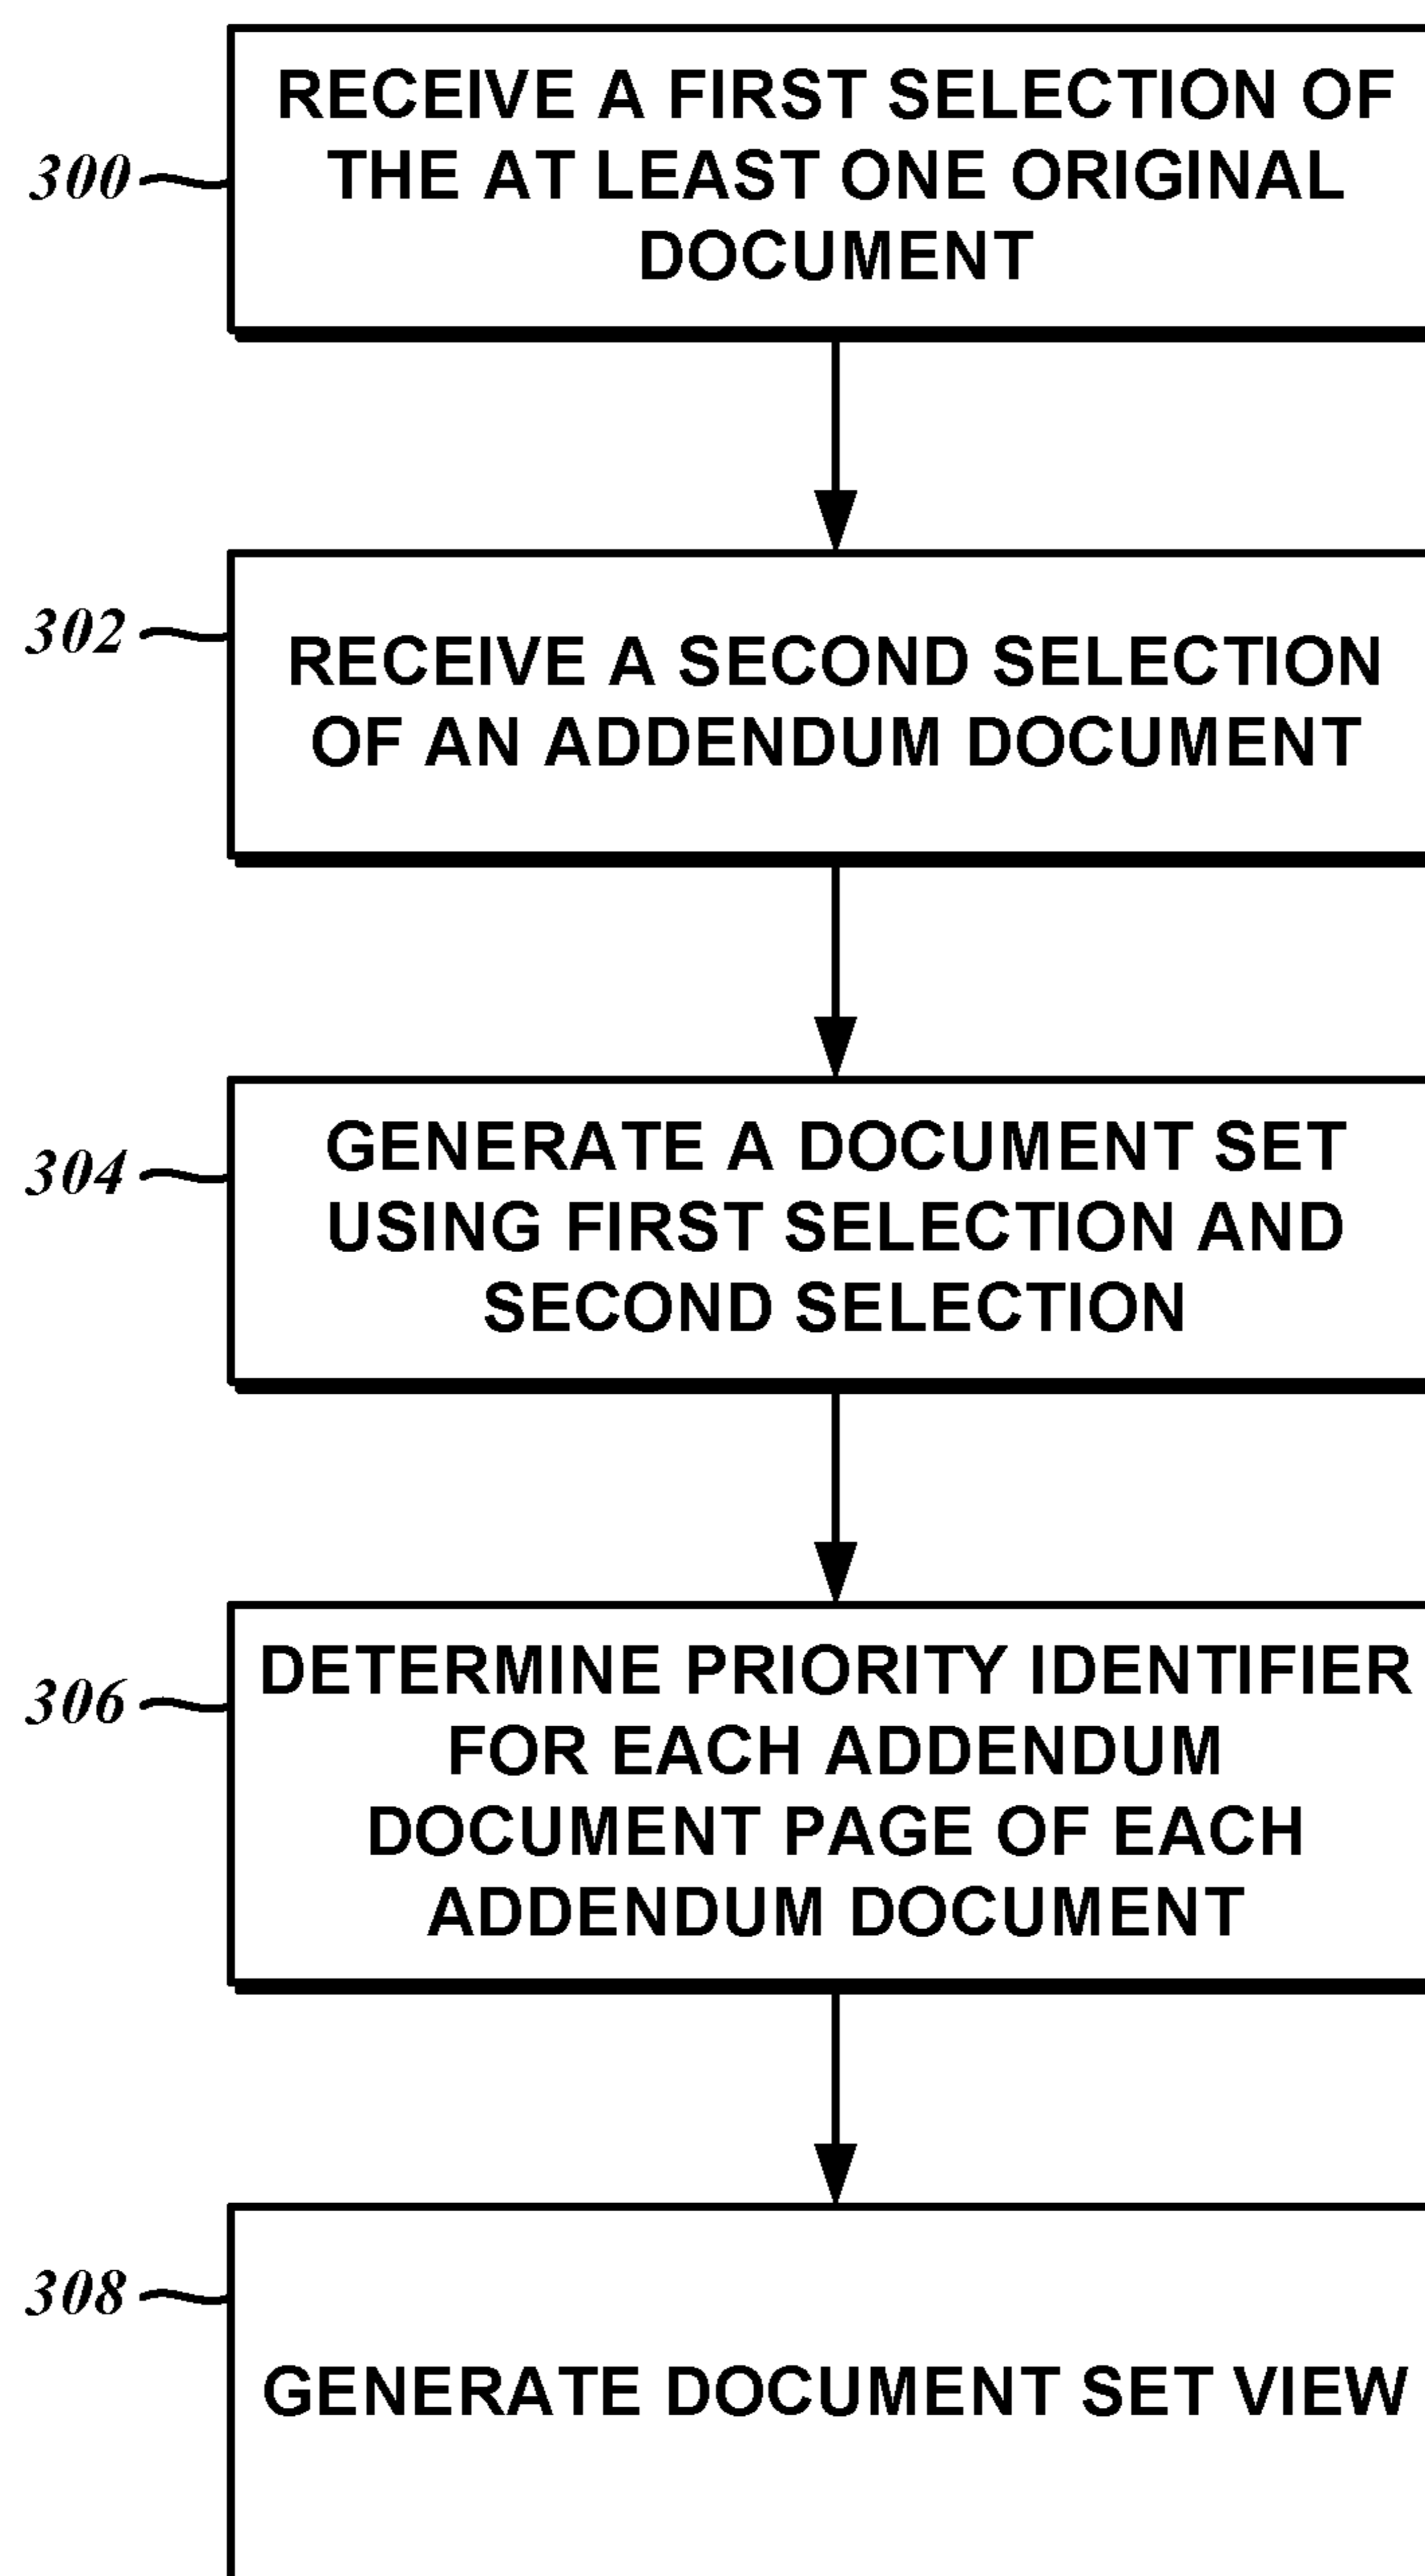 300
RECEIVE A FIRST SELECTION OF
THE AT LEAST ONE ORIGINAL
DOCUMENT
302
RECEIVE A SECOND SELECTION
OF AN ADDENDUM DOCUMENT
304
GENERATE A DOCUMENT SET
USING FIRST SELECTION AND
SECOND SELECTION
306
DETERMINE PRIORITY IDENTIFIER
FOR EACH ADDENDUM
DOCUMENT PAGE OF EACH
ADDENDUM DOCUMENT
308
GENERATE DOCUMENT SET VIEW